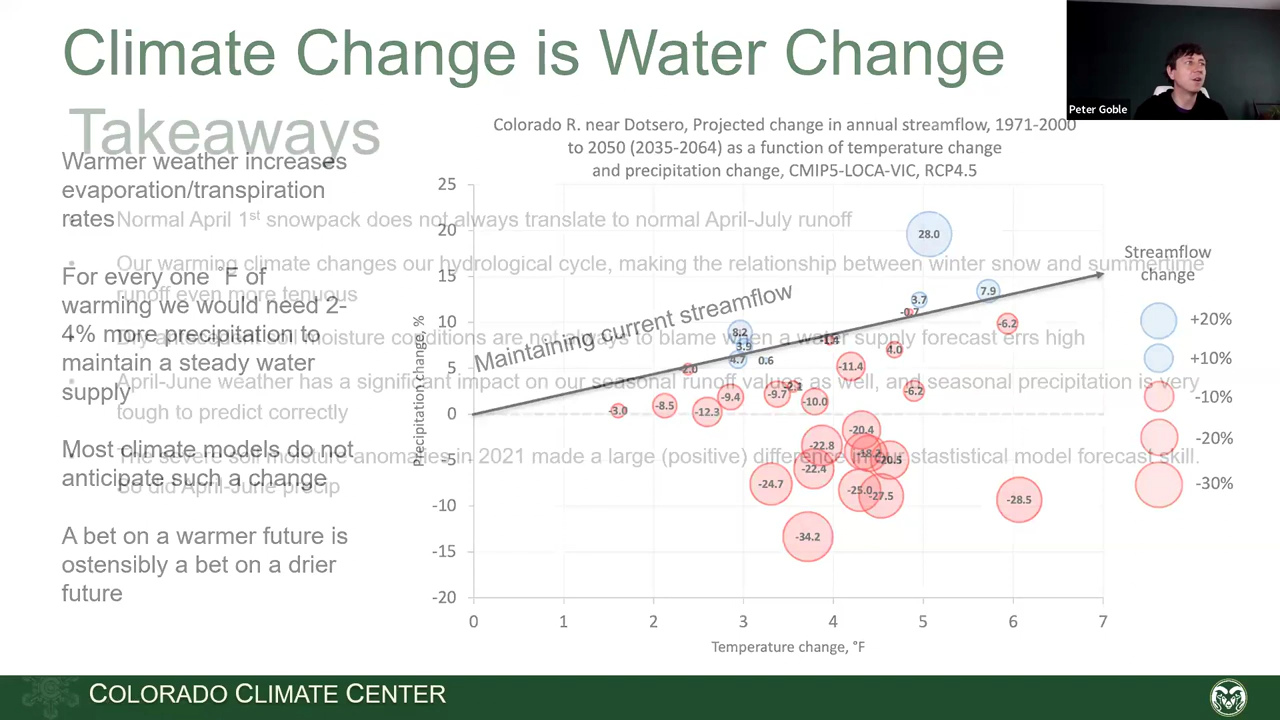 Climate Change is Water Change
Peter Goble
Takeaways
Warmer weather increases
evaporation/transpiration
rates
For every one °F of
warming we would need 2-
4% more precipitation to
maintain a steady water
supply
Most climate models do not
anticipate such a change
A bet on a warmer future is
ostensibly a bet on a drier
future
• Normal April 1st snowpack does not always translate to normal April-July runoff
• Our warming climate changes our hydrological cycle, making the relationship between winter snow and summertime
runoff even more tenuous
• Dry antecedent soil moisture conditions are not always to blame when a water supply forecast errs high
• April-June weather has a significant impact on our seasonal runoff values as well, and seasonal precipitation is very
tough to predict correctly
• The severe soil moisture anomalies in 2021 made a large (positive) difference in statistical model forecast skill.
So did April-June precip
Colorado R. near Dotsero, Projected change in annual streamflow, 1971-2000
to 2050 (2035-2064) as a function of temperature change
and precipitation change, CMIP5-LOCA-VIC, RCP4.5
Precipitation change, %
25
20
15
10
5
0
-5
-10
-15
-20
Maintaining current streamflow
28.0
7.9
3.7
-0.7
-6.2
8.2
3.9
4.7
0.6
-1.4
4.0
-2.0
-11.4
-3.0
-8.5
-12.3
-9.4
-9.7
-2.1
-10.0
-6.2
-20.4
-22.8
-18.2
-20.5
-22.4
-24.7
-25.0
-27.5
-28.5
-34.2
0 1 2 3 4 5 6 7
Temperature change, °F
Streamflow
change
+20%
+10%
-10%
-20%
-30%
COLORADO CLIMATE CENTER